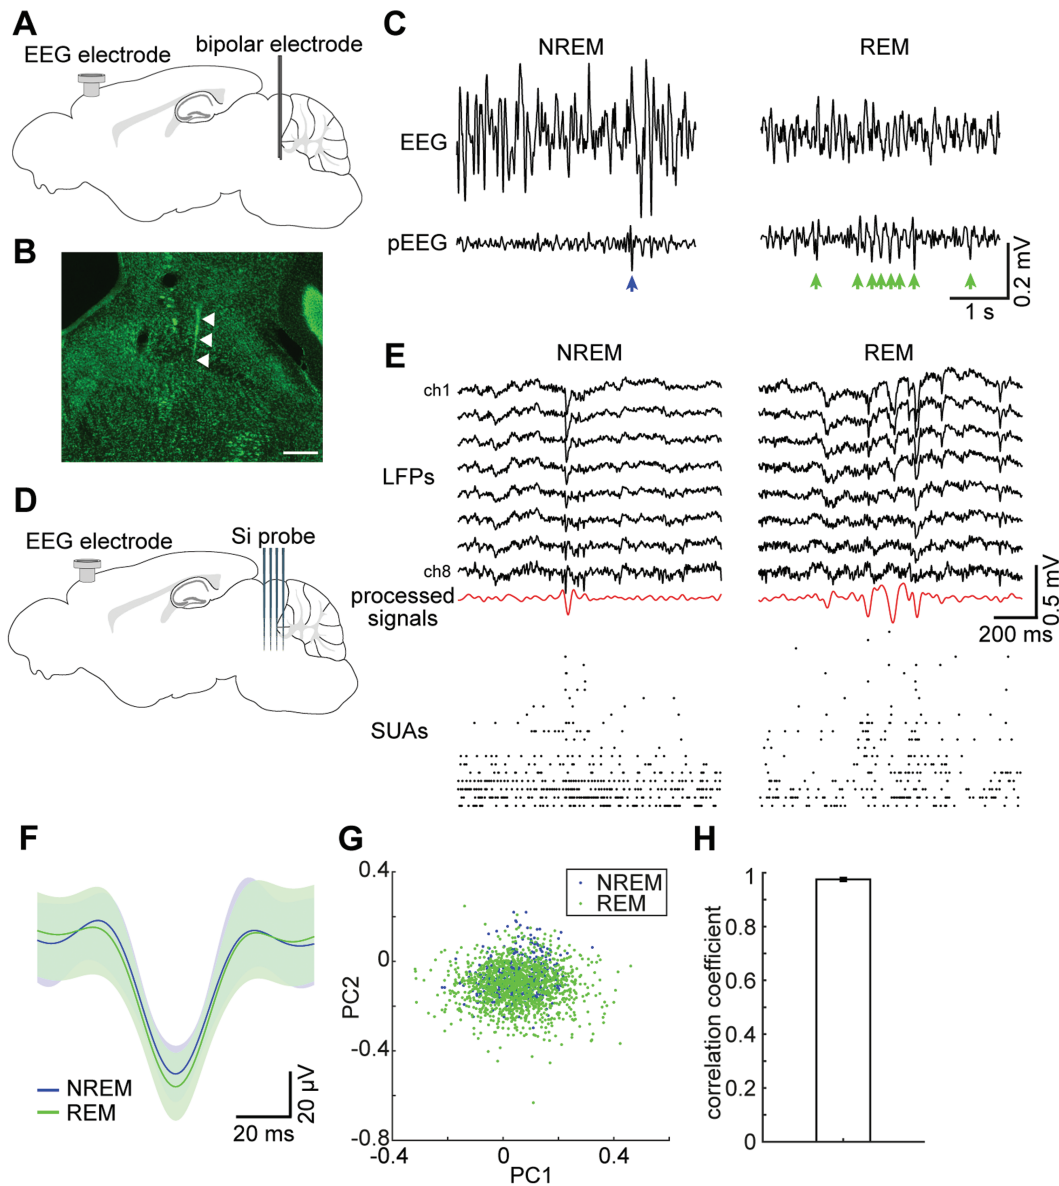 A
EEG electrode
bipolar electrode
B
C
NREM
REM
EEG
pEEG
0.2 mV
1 s
D
EEG electrode
Si probe
E
NREM
REM
ch1
LFPs
ch8
processed
signals
0.5 mV
200 ms
SUAs
F
NREM
REM
20 µV
20 ms
G
0.4
0
-0.4
-0.8
PC2
-0.4
0
0.4
PC1
NREM
REM
H
1
0.8
0.6
0.4
0.2
0
correlation coefficient